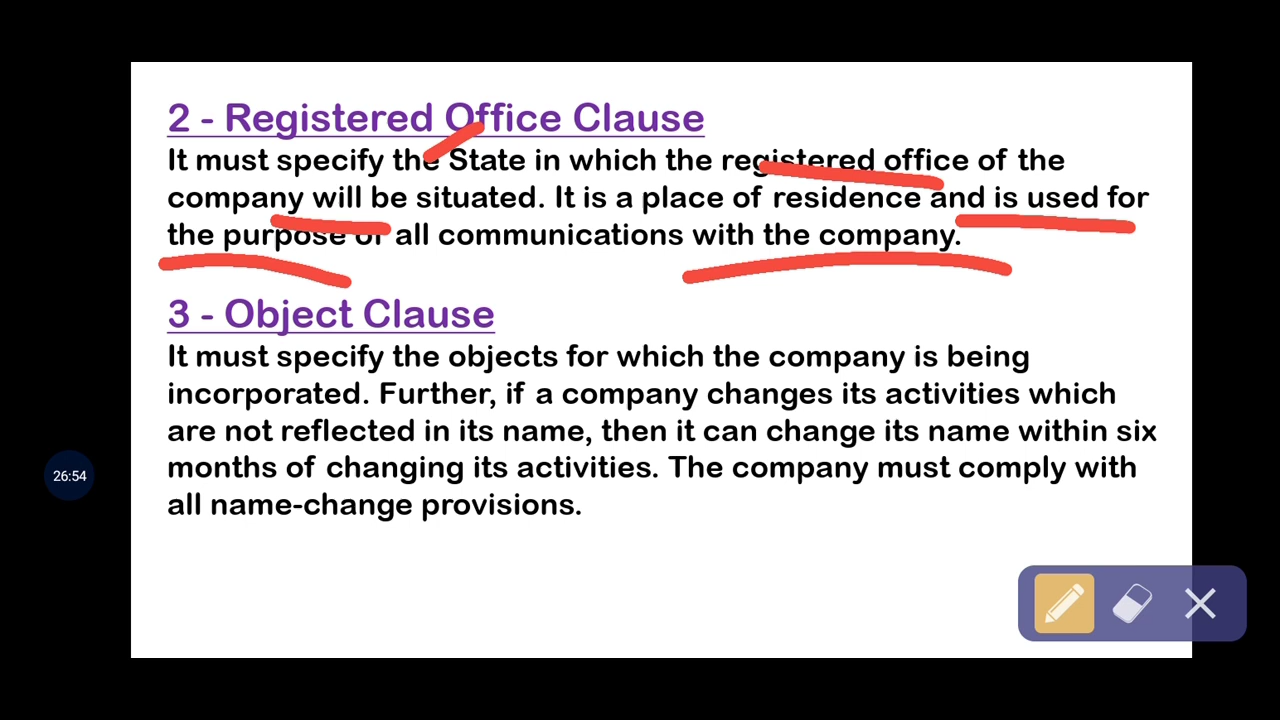 2 - Registered Office Clause
It must specify the State in which the registered office of the
company will be situated. It is a place of residence and is used for
the purpose of all communications with the company.
3 - Object Clause
It must specify the objects for which the company is being
incorporated. Further, if a company changes its activities which
are not reflected in its name, then it can change its name within six
months of changing its activities. The company must comply with
all name-change provisions.
26:54